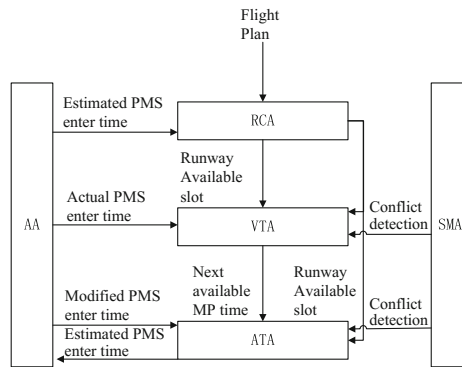 Flight
Plan
Estimated PMS
enter time
RCA
Runway
Available
slot
Actual PMS
enter time
Conflict
detection
AA
VTA
SMA
Next
available
MP time
Runway
Available
slot
Modified PMS
enter time
Conflict
detection
Estimated PMS
enter time
ATA